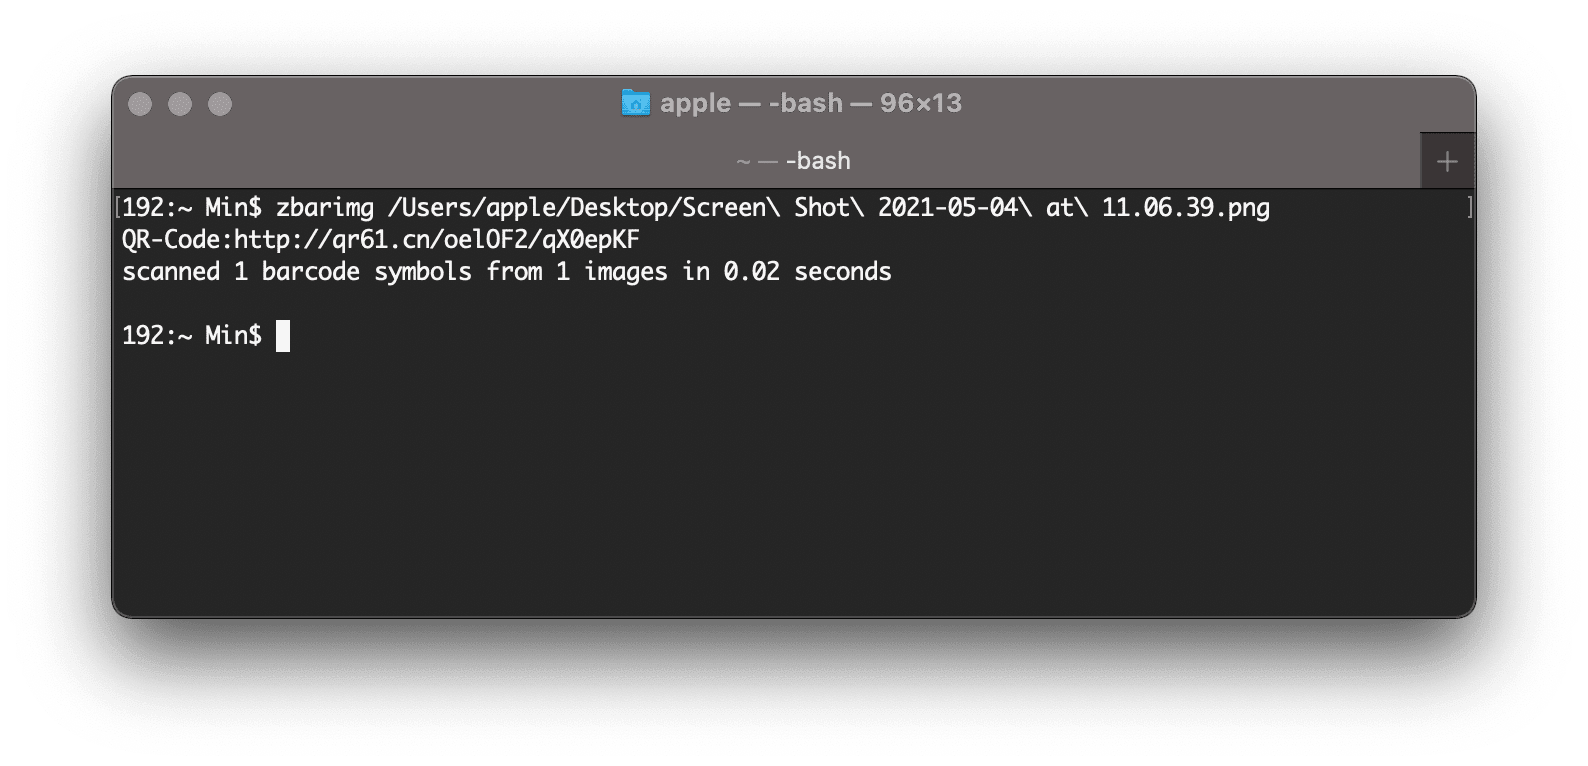 apple — -bash — 96×13
~ — -bash
[192:~ Min$ zbarimg /Users/apple/Desktop/Screen\ Shot\ 2021-05-04\ at\ 11.06.39.png ]
QR-Code:http://qr61.cn/oelOF2/qX0epKF
scanned 1 barcode symbols from 1 images in 0.02 seconds
192:~ Min$